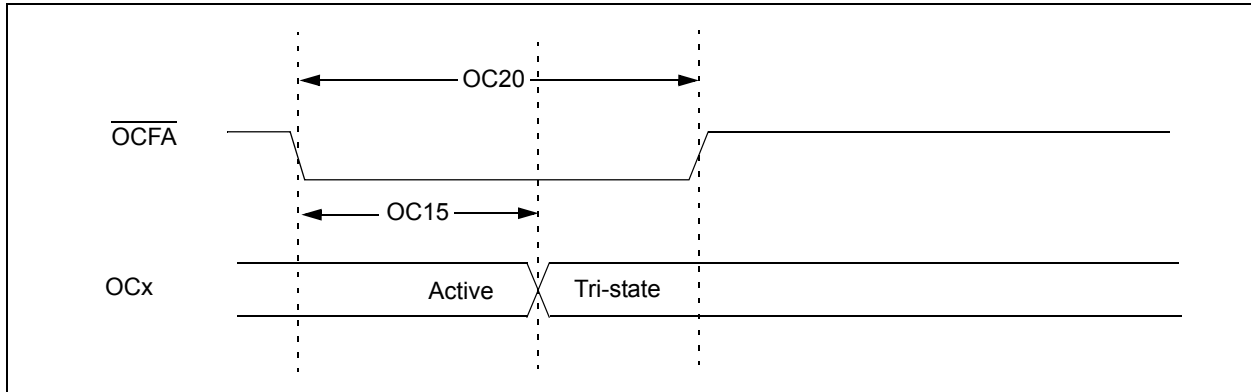 OC20
OCFA
OC15
OCx
Active
Tri-state